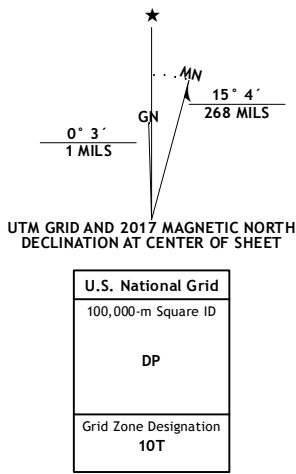 ★
MN
GN
15° 4´
268 MILS
0° 3´
1 MILS
UTM GRID AND 2017 MAGNETIC NORTH
DECLINATION AT CENTER OF SHEET
U.S. National Grid
100,000-m Square ID
DP
Grid Zone Designation
10T